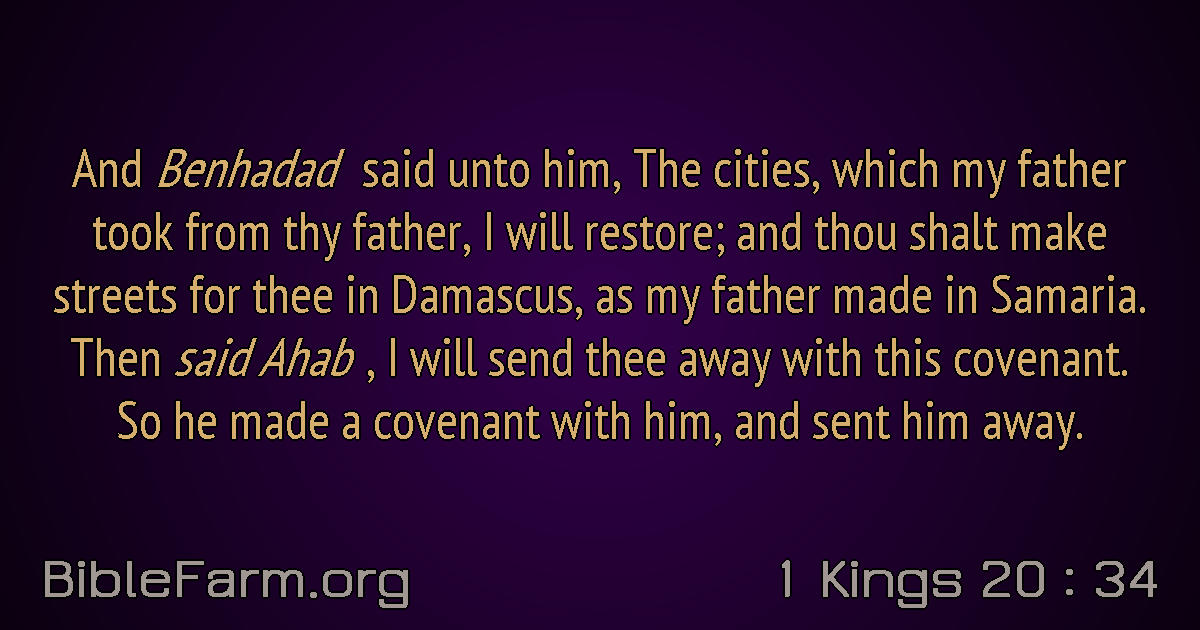 And Benhadad said unto him, The cities, which my father
took from thy father, I will restore; and thou shalt make
streets for thee in Damascus, as my father made in Samaria.
Then said Ahab , I will send thee away with this covenant.
So he made a covenant with him, and sent him away.
BibleFarm.org
1 Kings 20 : 34